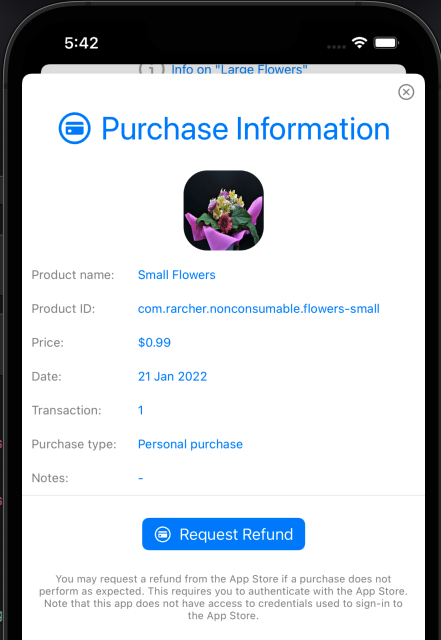 5:42
Info on "Large Flowers"
Purchase Information
Product name: Small Flowers
Product ID: com.rarcher.nonconsumable.flowers-small
Price: $0.99
Date: 21 Jan 2022
Transaction: 1
Purchase type: Personal purchase
Notes: -
Request Refund
You may request a refund from the App Store if a purchase does not
perform as expected. This requires you to authenticate with the App Store.
Note that this app does not have access to credentials used to sign-in to
the App Store.